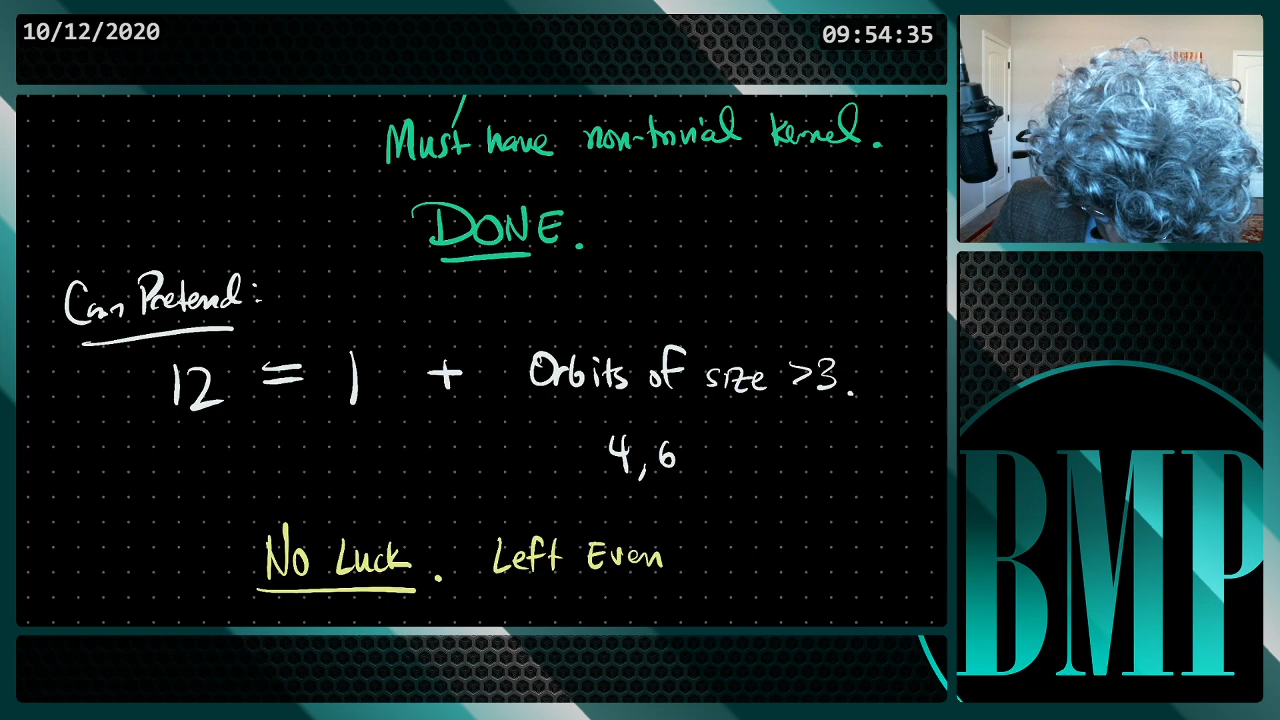 10/12/2020
09:54:35
Must have non-trivial kernel.
DONE.
Can Pretend:
12 = 1 + Orbits of size >3.
4, 6
No Luck. Left Even
BMP